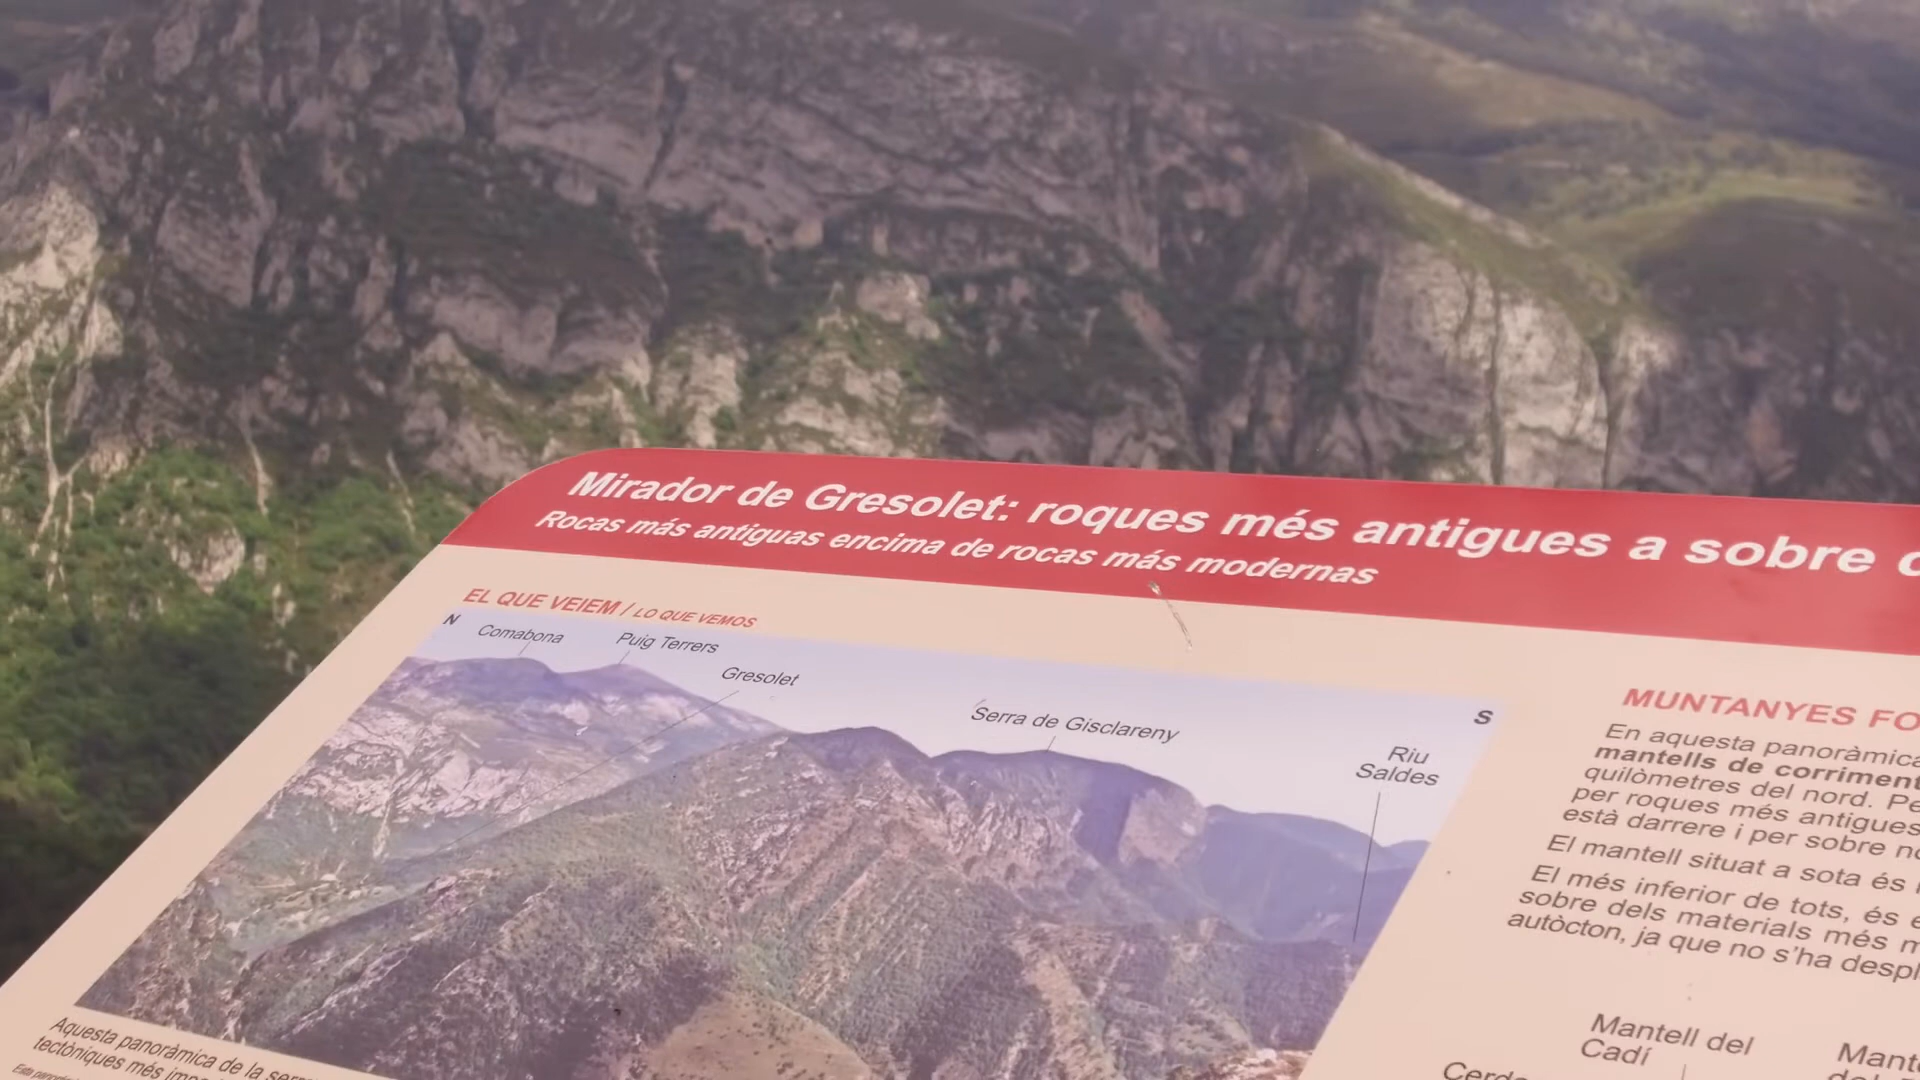 Mirador de Gresolet: roques més antigues a sobre
Rocas más antiguas encima de rocas más modernas
EL QUE VEIEM / LO QUE VEMOS
N
Comabona
Puig Terrers
Gresolet
Serra de Gisclareny
Riu
Saldes
S
Aquesta panoràmica de la
tectòniques més
MUNTANYES
En aquesta panoràmica
mantells de corriment
quilòmetres del nord.
per roques més antigues
està darrere i per sobre
El mantell situat a sota és
El més inferior de tots, és
sobre dels materials més
autòcton, ja que no s'ha
Mantell del
Cadí